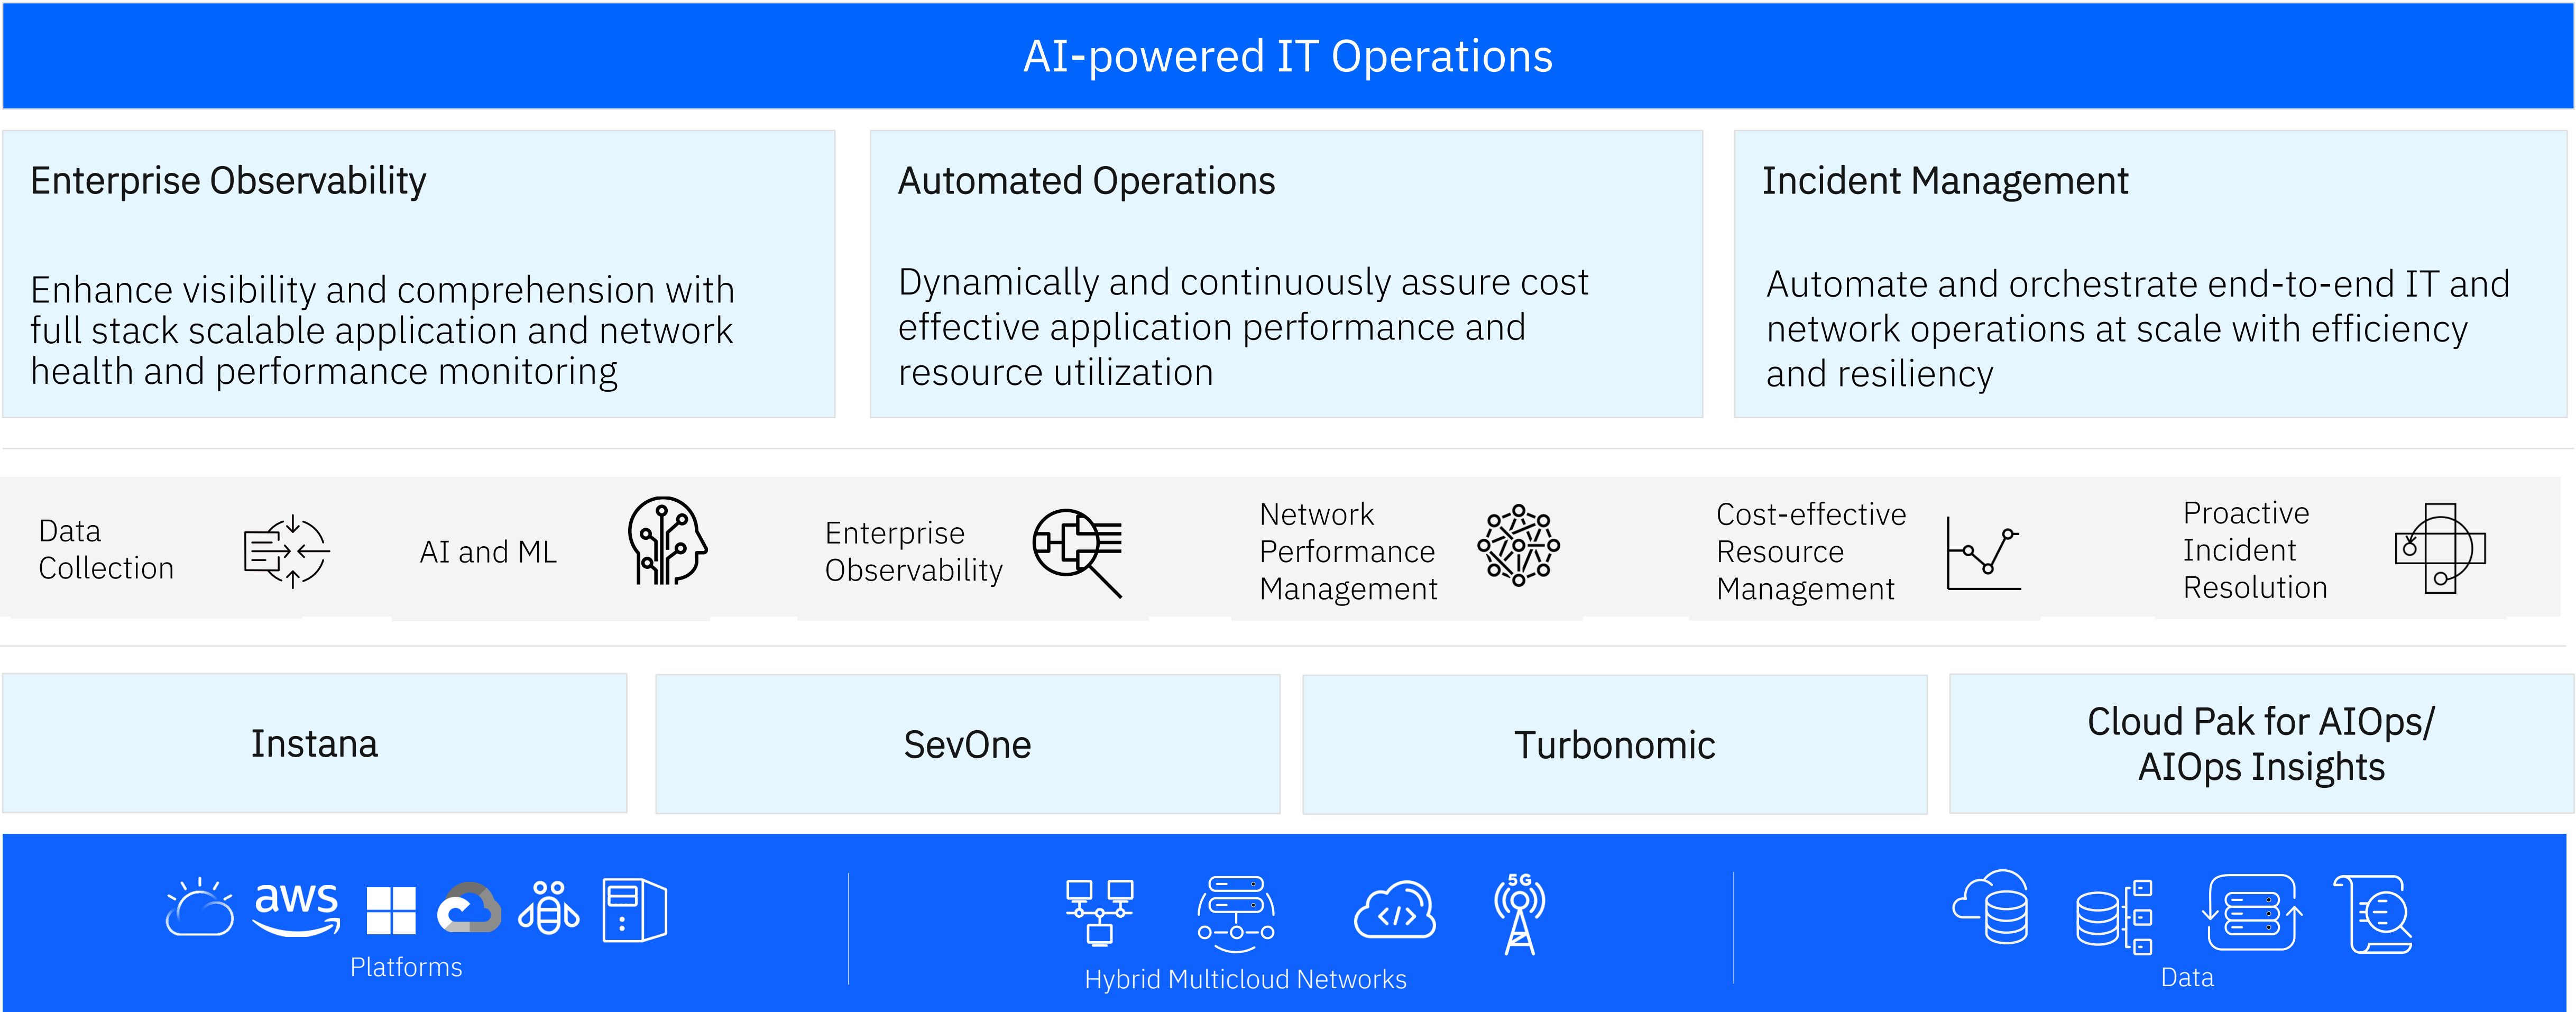 AI-powered IT Operations
Enterprise Observability
Enhance visibility and comprehension with
full stack scalable application and network
health and performance monitoring
Automated Operations
Dynamically and continuously assure cost
effective application performance and
resource utilization
Incident Management
Automate and orchestrate end-to-end IT and
network operations at scale with efficiency
and resiliency
Data
Collection
AI and ML
Enterprise
Observability
Network
Performance
Management
Cost-effective
Resource
Management
Proactive
Incident
Resolution
Instana
SevOne
Turbonomic
Cloud Pak for AIOps/
AIOps Insights
aws
Platforms
</>
5G
Hybrid Multicloud Networks
Data